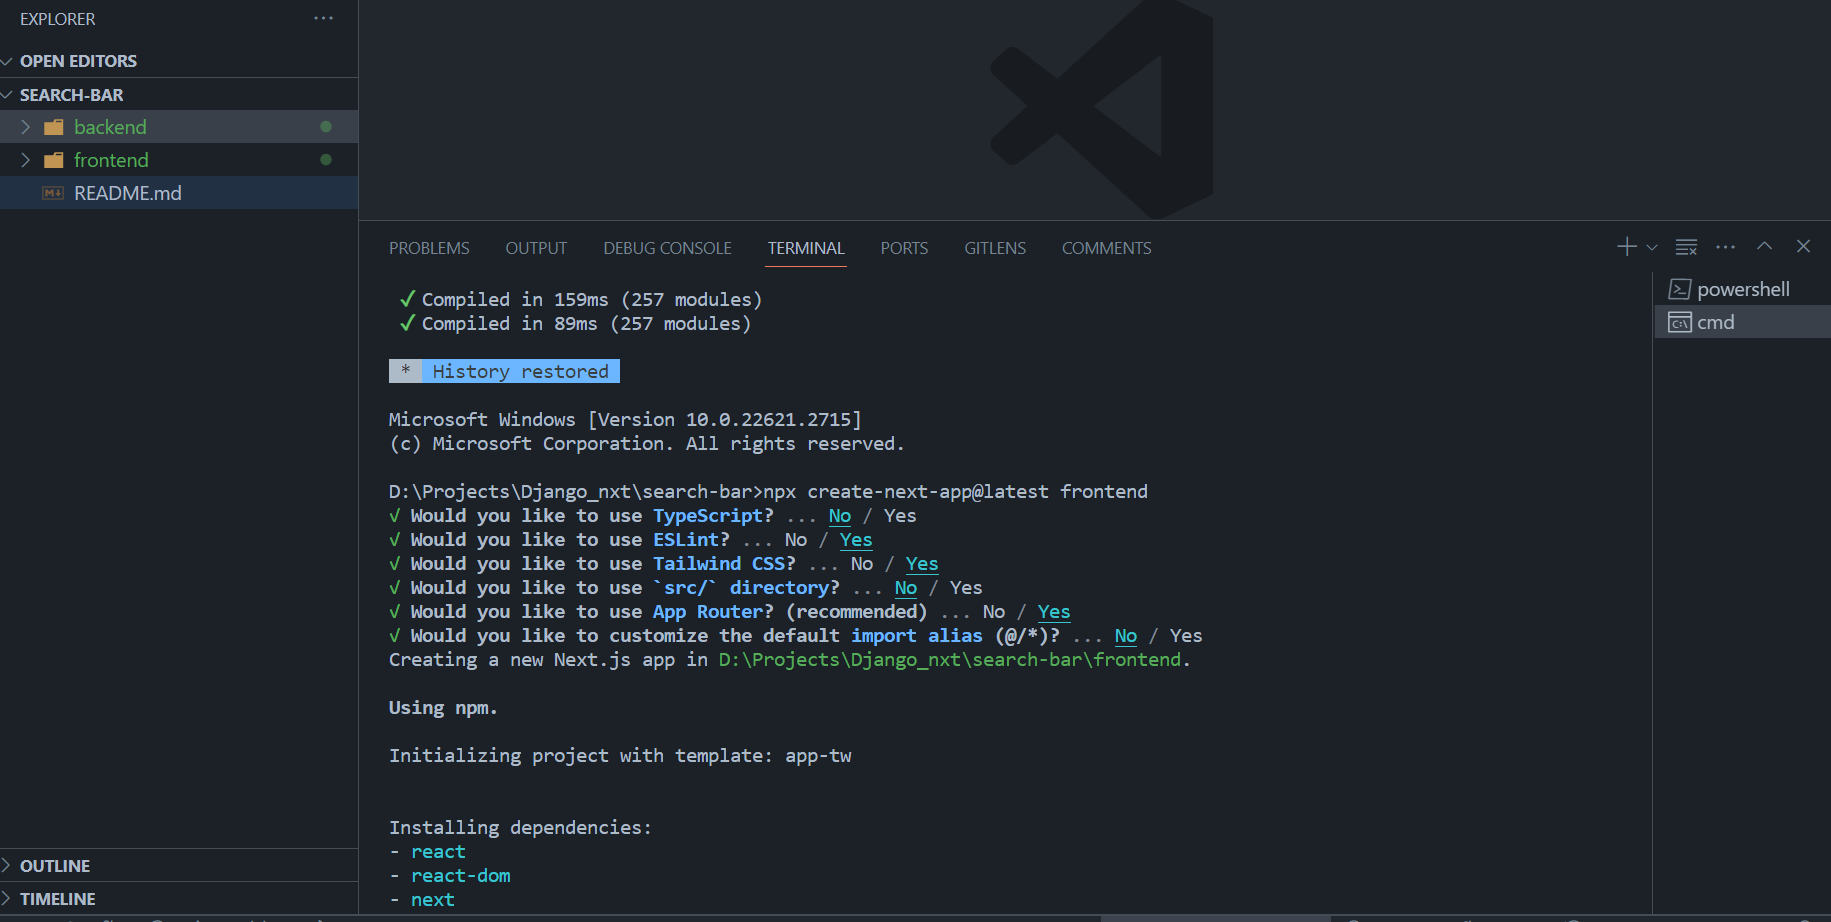 EXPLORER
OPEN EDITORS
SEARCH-BAR
backend
frontend
README.md
OUTLINE
TIMELINE
PROBLEMS OUTPUT DEBUG CONSOLE TERMINAL PORTS GITLENS COMMENTS
✓ Compiled in 159ms (257 modules)
✓ Compiled in 89ms (257 modules)
* History restored
Microsoft Windows [Version 10.0.22621.2715]
(c) Microsoft Corporation. All rights reserved.
D:\Projects\Django_nxt\search-bar>npx create-next-app@latest frontend
√ Would you like to use TypeScript? ... No / Yes
√ Would you like to use ESLint? ... No / Yes
√ Would you like to use Tailwind CSS? ... No / Yes
√ Would you like to use `src/` directory? ... No / Yes
√ Would you like to use App Router? (recommended) ... No / Yes
√ Would you like to customize the default import alias (@/*)? ... No / Yes
Creating a new Next.js app in D:\Projects\Django_nxt\search-bar\frontend.
Using npm.
Initializing project with template: app-tw
Installing dependencies:
- react
- react-dom
- next
powershell
cmd